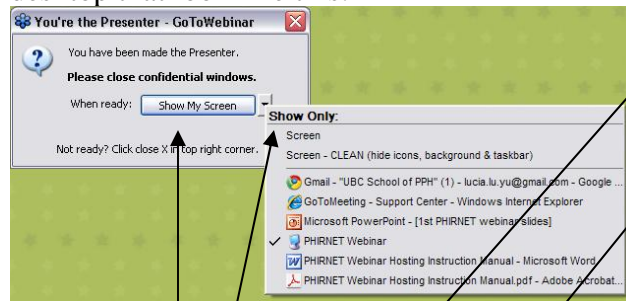 You're the Presenter - GoToWebinar
You have been made the Presenter.
Please close confidential windows.
When ready: Show My Screen
Not ready? Click close X in top right corner.
Show Only:
Screen
Screen - CLEAN (hide icons, background & taskbar)
Gmail - "UBC School of PPH" (1) - lucia.lu.yu@gmail.com - Google ...
GoToMeeting - Support Center - Windows Internet Explorer
Microsoft PowerPoint - [1st PHIRNET webinar slides]
PHIRNET Webinar
PHIRNET Webinar Hosting Instruction Manual - Microsoft Word
PHIRNET Webinar Hosting Instruction Manual.pdf - Adobe Acrobat...